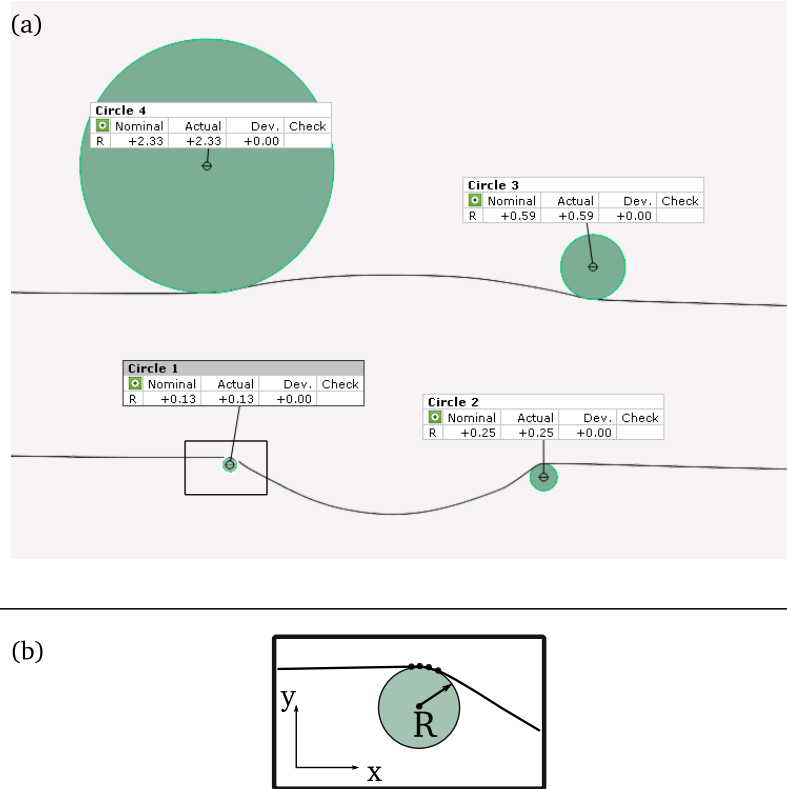 (a)
Circle 4
Nominal Actual Dev. Check
R +2.33 +2.33 +0.00
Circle 3
Nominal Actual Dev. Check
R +0.59 +0.59 +0.00
Circle 1
Nominal Actual Dev. Check
R +0.13 +0.13 +0.00
Circle 2
Nominal Actual Dev. Check
R +0.25 +0.25 +0.00
(b)
y
R
x